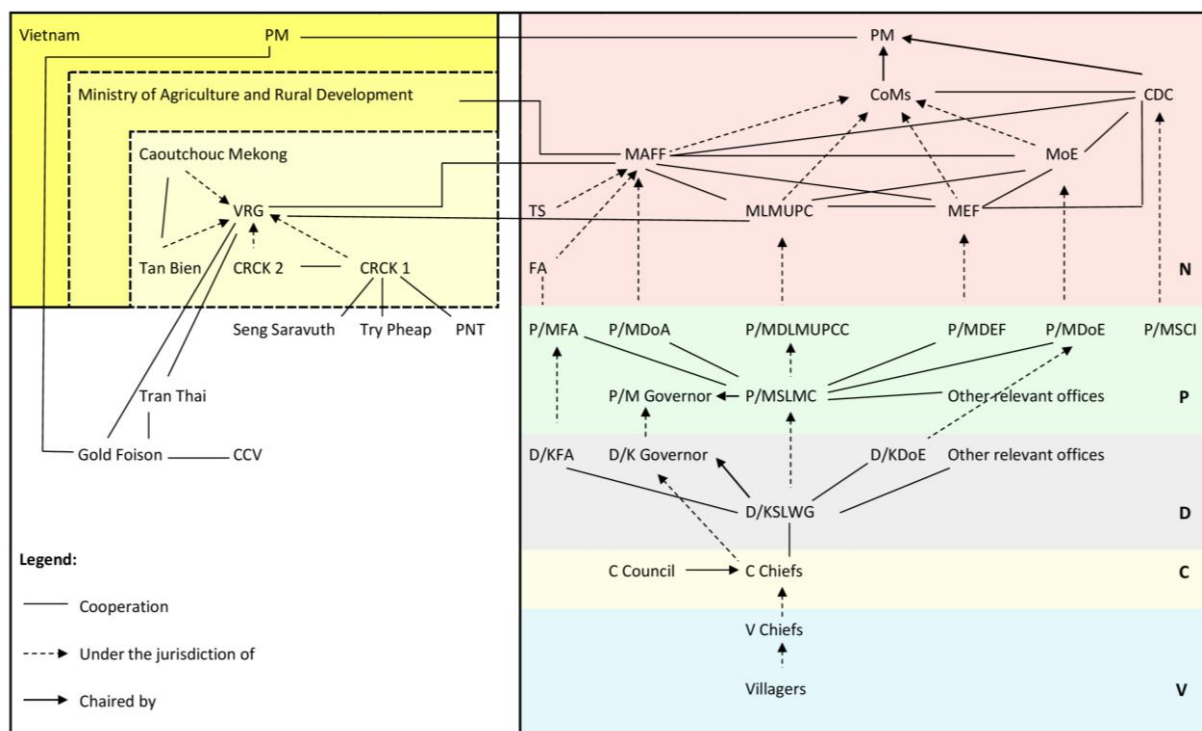 Vietnam
PM
Ministry of Agriculture and Rural Development
Caoutchouc Mekong
VRG
Tan Bien
CRCK 2
CRCK 1
Seng Saravuth
Try Pheap
PNT
Tran Thai
Gold Foison
CCV
Legend:
Cooperation
Under the jurisdiction of
Chaired by
PM
CoMs
CDC
MAFF
MoE
TS
MLMUPC
MEF
FA
N
P/MFA
P/MDoA
P/MDLMUPCC
P/MDEF
P/MDoE
P/MSCI
P/M Governor
P/MSLMC
Other relevant offices
P
D/KFA
D/K Governor
D/KDoE
Other relevant offices
D/KSLWG
D
C Council
C Chiefs
C
V Chiefs
Villagers
V